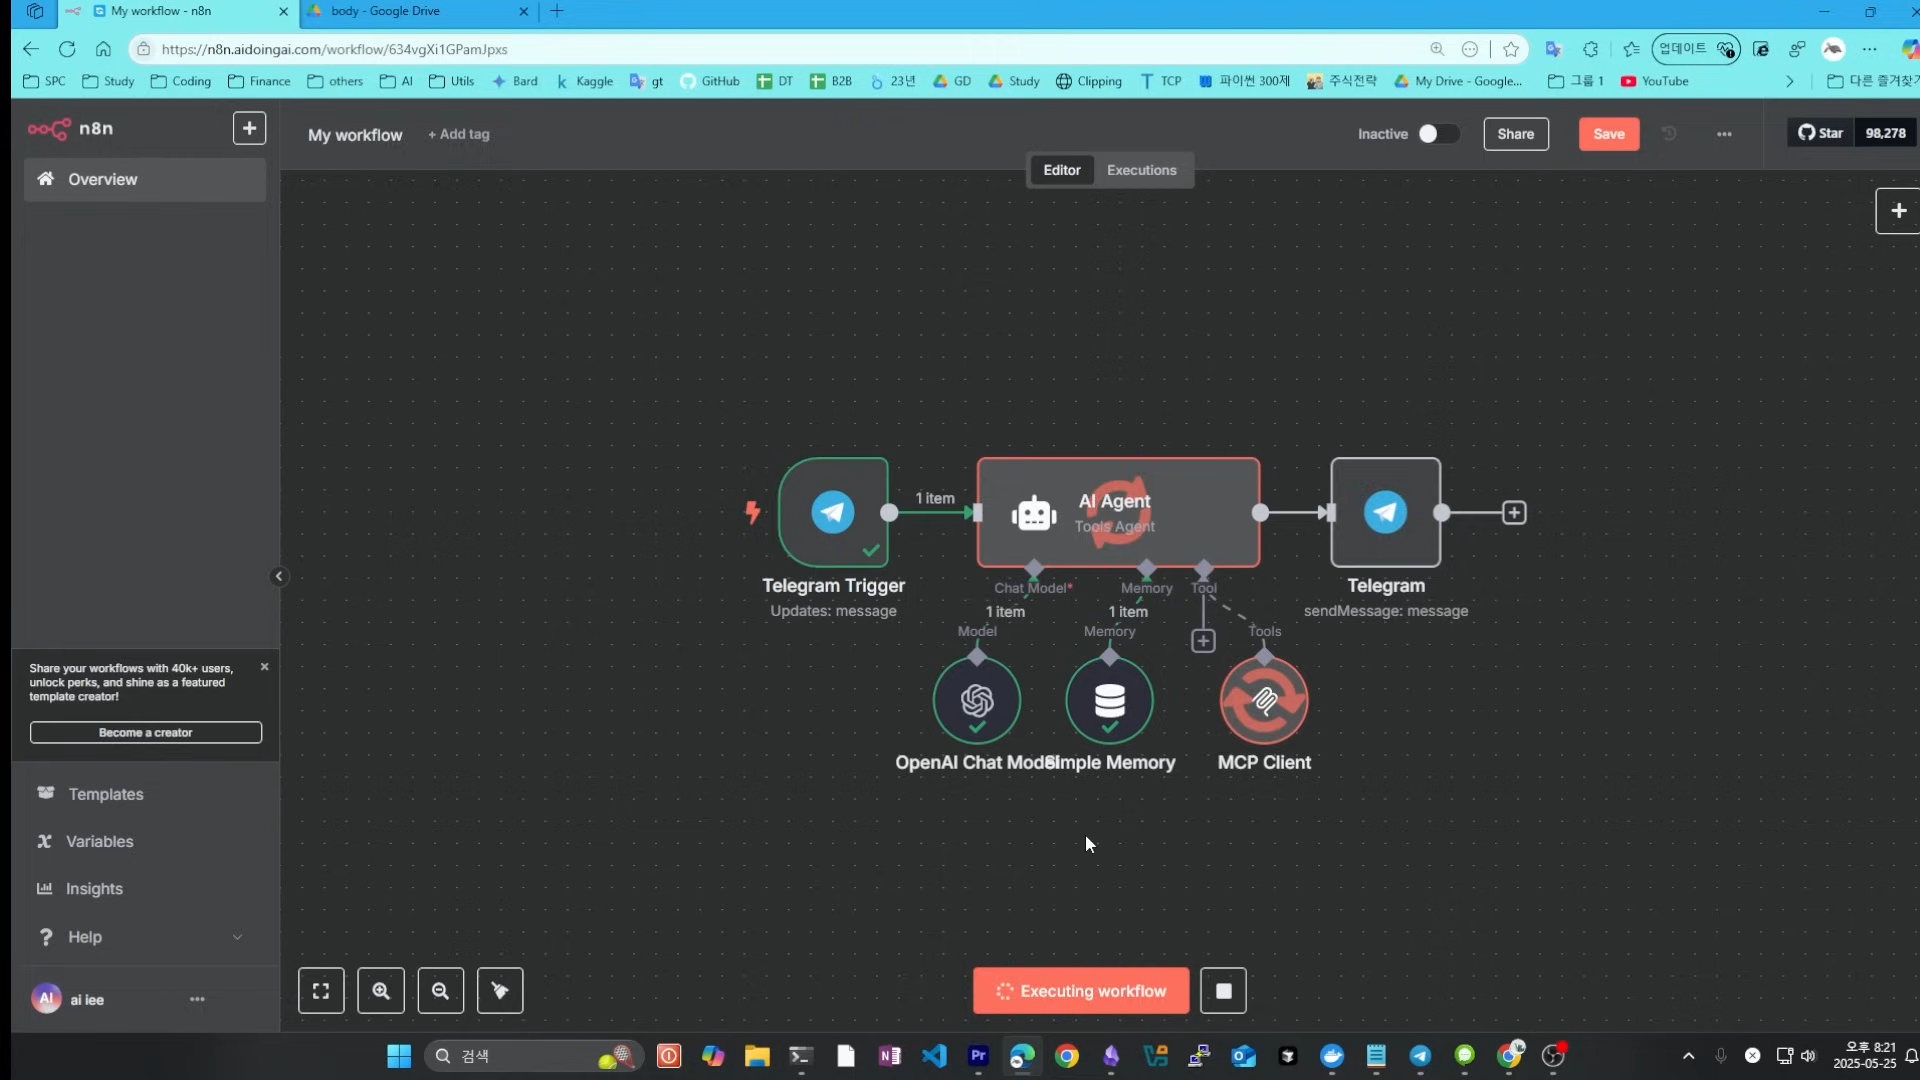 My workflow - n8n
body - Google Drive
https://n8n.aidoingai.com/workflow/634vgXi1GPamJpxs
업데이트
SPC
Study
Coding
Finance
others
AI
Utils
Bard
Kaggle
gt
GitHub
DT
B2B
23년
GD
Study
Clipping
TCP
파이썬 300제
주식전략
My Drive - Google...
그룹 1
YouTube
다른 즐겨찾기
n8n
My workflow
+ Add tag
Inactive
Share
Save
Star
98,278
Editor
Executions
Overview
1 item
AI Agent
Tools Agent
Telegram Trigger
Updates: message
Chat Model*
Memory
Tool
Telegram
sendMessage: message
1 item
1 item
Model
Memory
Tools
OpenAI Chat Model
Simple Memory
MCP Client
Share your workflows with 40k+ users,
unlock perks, and shine as a featured
template creator!
Become a creator
Templates
Variables
Insights
Help
AI
ai iee
Executing workflow
검색
Pr
오후 8:21
2025-05-25